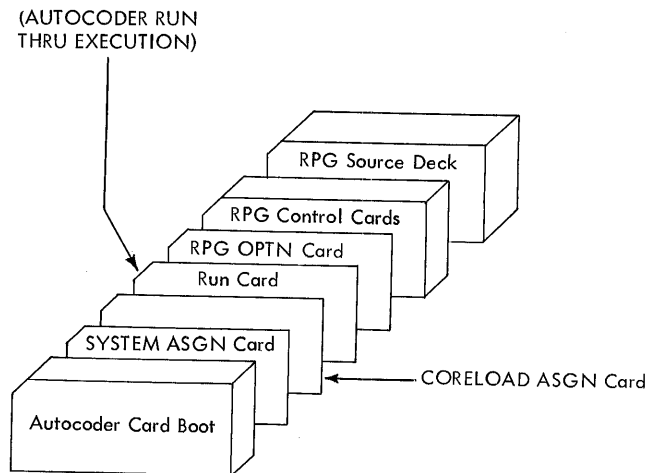 (AUTOCODER RUN
THRU EXECUTION)
RPG Source Deck
RPG Control Cards
RPG OPTN Card
Run Card
SYSTEM ASGN Card
CORELOAD ASGN Card
Autocoder Card Boot